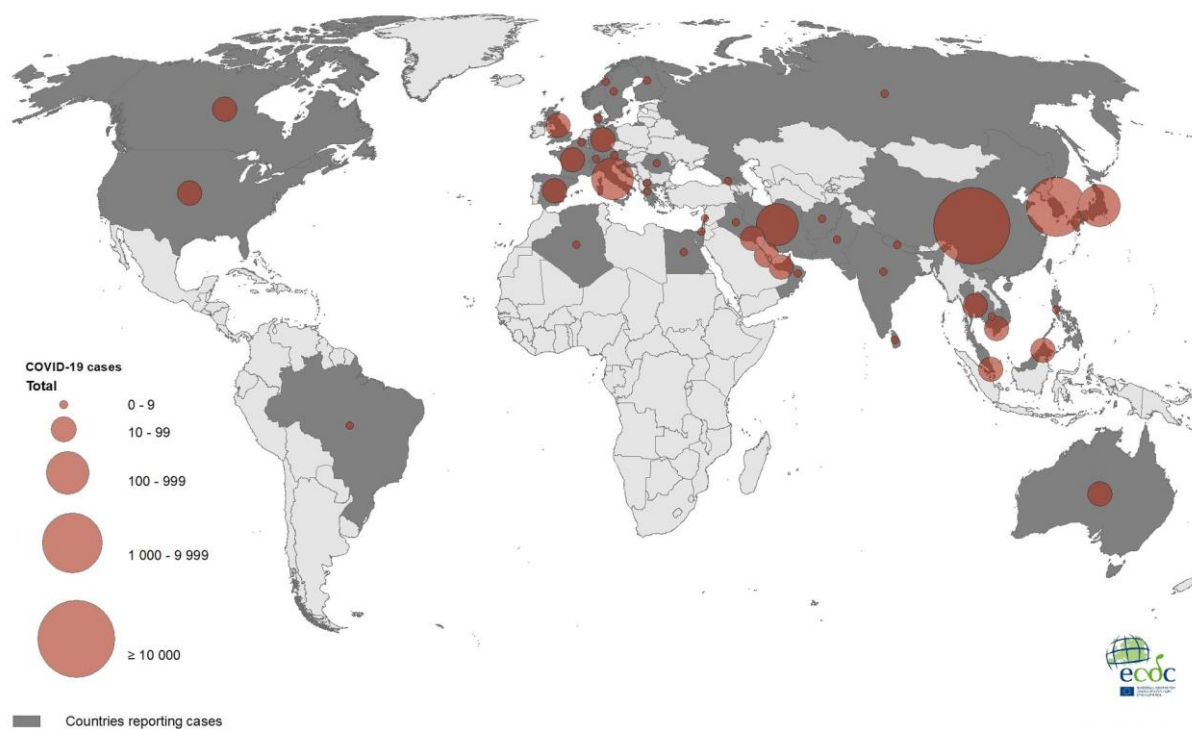 COVID-19 cases
Total
0 - 9
10 - 99
100 - 999
1 000 - 9 999
≥ 10 000
Countries reporting cases
ecdc